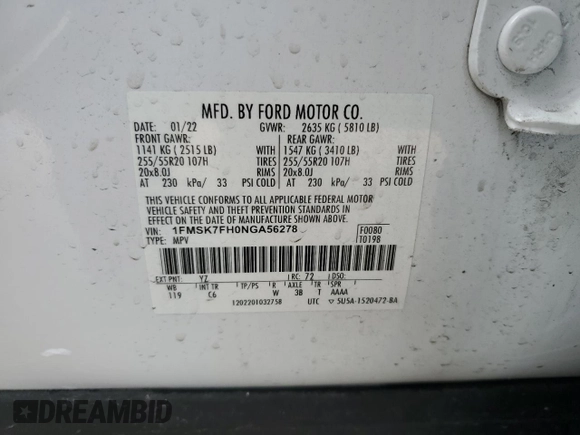 MFD. BY FORD MOTOR CO.
DATE: 01/22 GVWR: 2635 KG ( 5810 LB)
FRONT GAWR: REAR GAWR:
1141 KG ( 2515 LB) WITH 1547 KG ( 3410 LB) WITH
255/55R20 107H TIRES 255/55R20 107H TIRES
20x8.0J RIMS 20x8.0J RIMS
AT 230 kPa/ 33 PSI COLD AT 230 kPa/ 33 PSI COLD
THIS VEHICLE CONFORMS TO ALL APPLICABLE FEDERAL MOTOR
VEHICLE SAFETY AND THEFT PREVENTION STANDARDS IN
EFFECT ON THE DATE OF MANUFACTURE SHOWN ABOVE.
VIN: 1FMSK7FH0NGA56278 F0080
TYPE: MPV T0198
EXT PNT: YZ RC: 72 DSO:
WB INT TR TP/PS R AXLE TR SPR
119 C6 W 3B T AAAA
1202201032758 UTC 5U5A-1520472-BA
DREAMBID